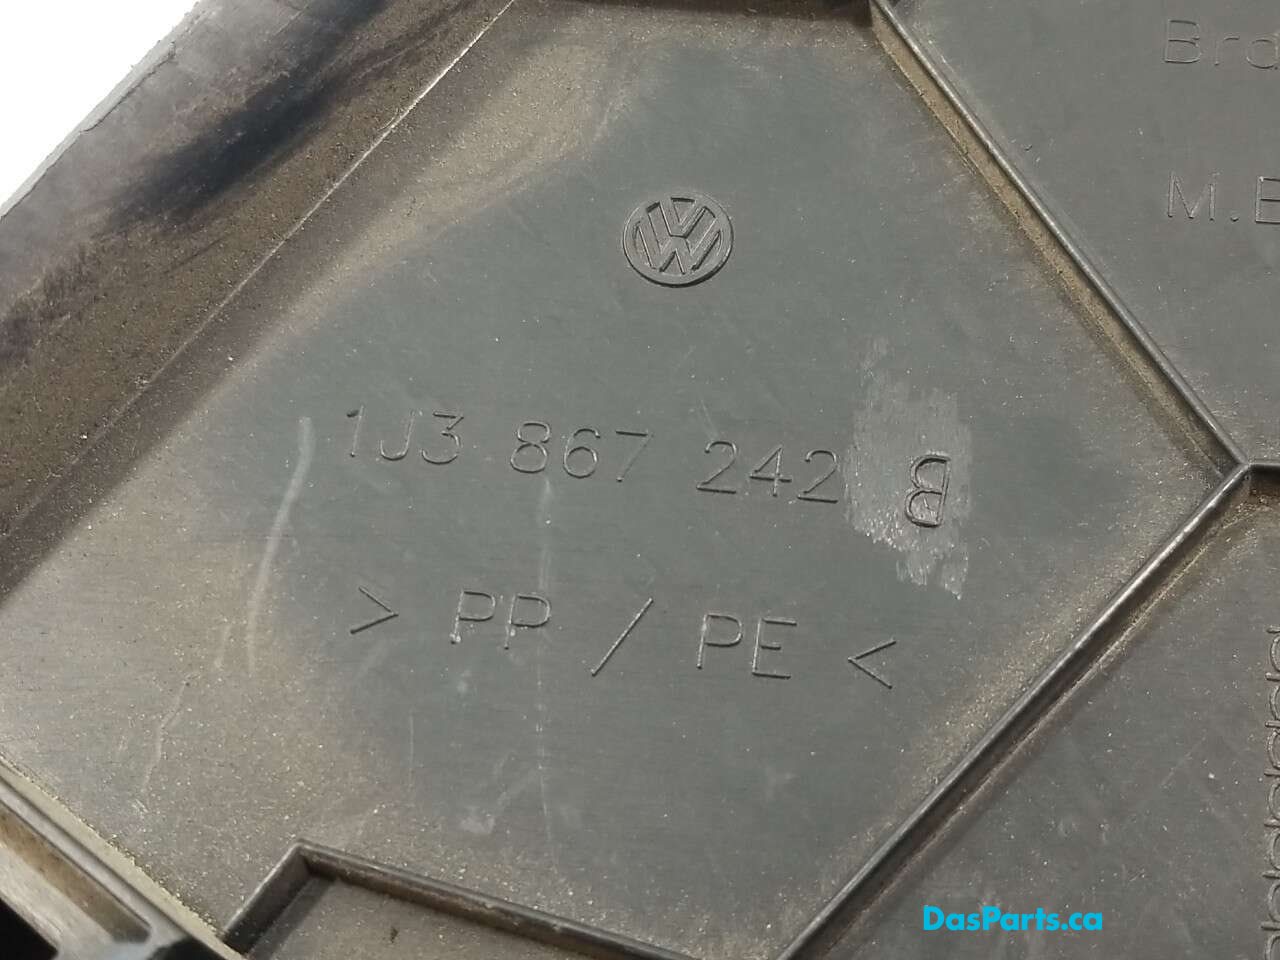 1J3 867 242 B
> PP / PE <
DasParts.ca